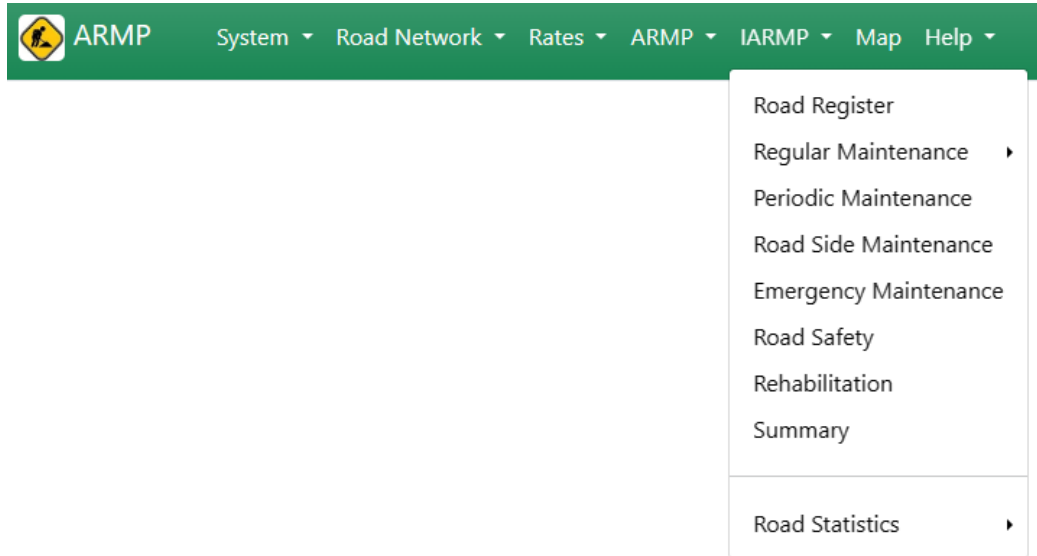 ARMP System Road Network Rates ARMP IARMP Map Help
Road Register
Regular Maintenance
Periodic Maintenance
Road Side Maintenance
Emergency Maintenance
Road Safety
Rehabilitation
Summary
Road Statistics